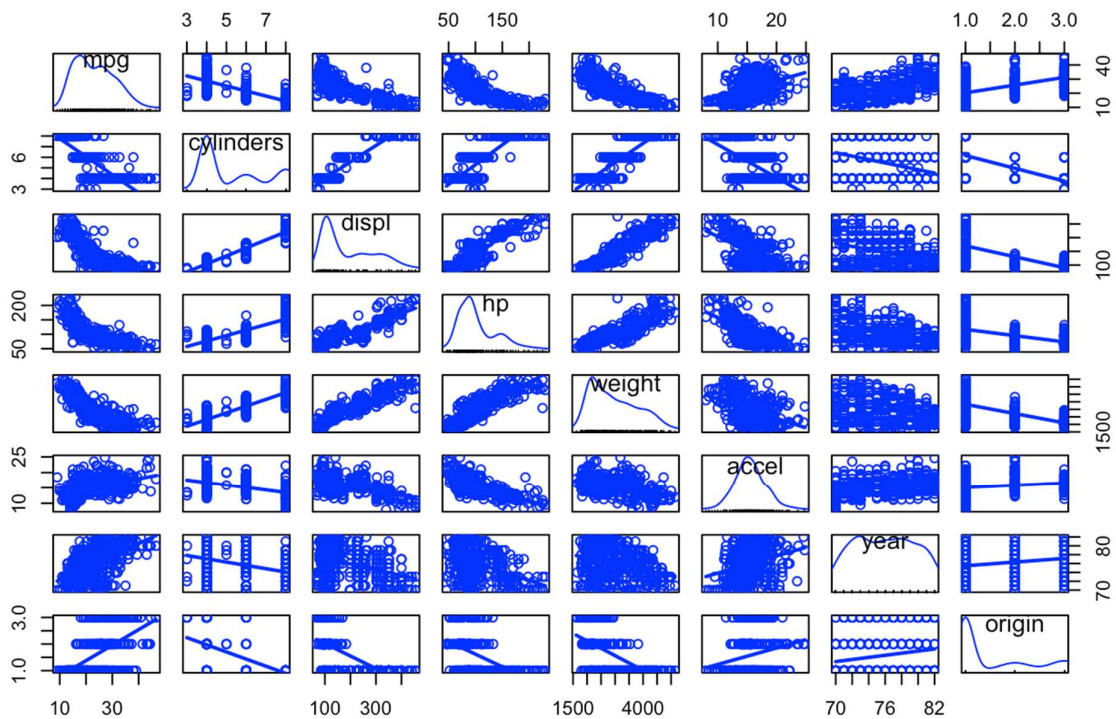 3 5 7 50 150 10 20 1.0 2.0 3.0
mpg 10 40
3 6 cylinders
displ 100
50 200 hp
weight 1500
10 25 accel
year 70 80
1.0 3.0 origin
10 30 100 300 1500 4000 70 76 82